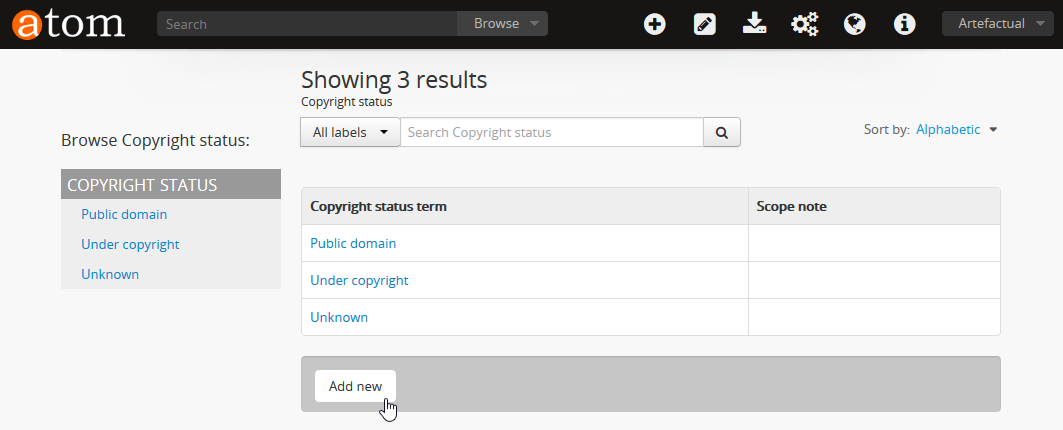 atom
Search
Browse
Artefactual
Showing 3 results
Copyright status
Browse Copyright status:
All labels
Search Copyright status
Sort by: Alphabetic
COPYRIGHT STATUS
Public domain
Under copyright
Unknown
Copyright status term
Scope note
Public domain
Under copyright
Unknown
Add new